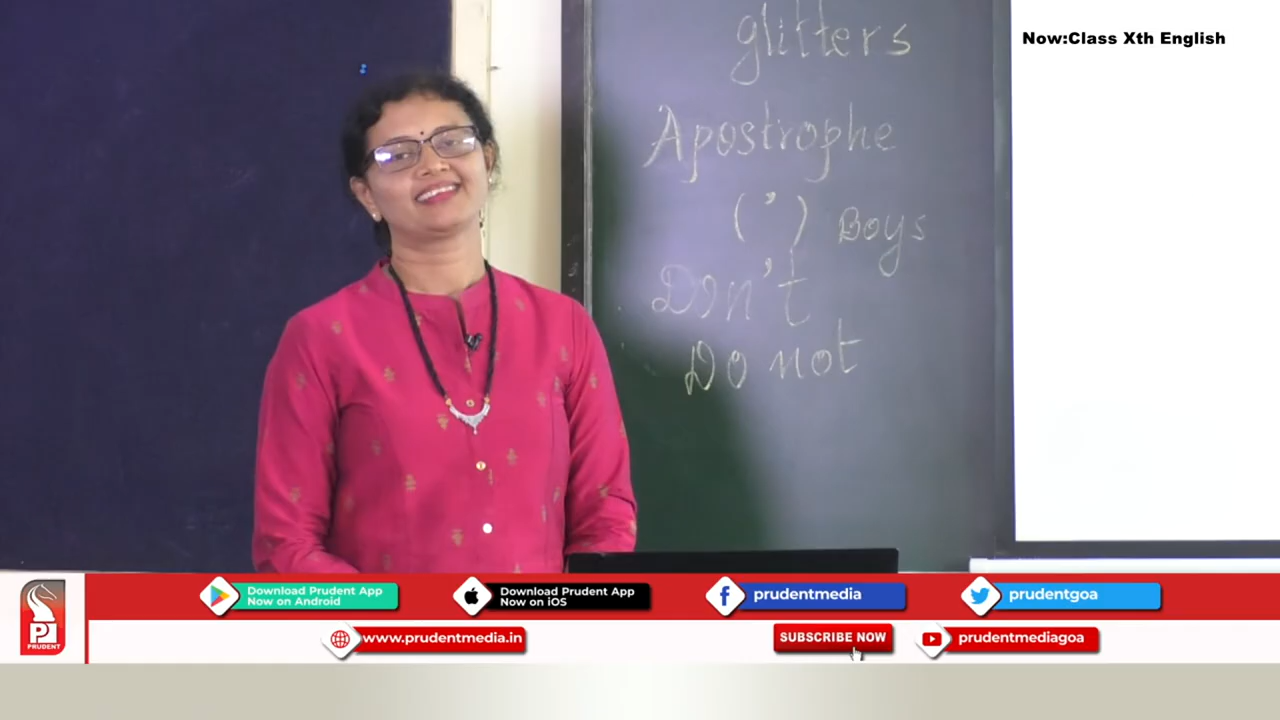 Now:Class Xth English
glitters
Apostrophe
(') Boys
Don't
Do not
Download Prudent App
Now on Android
Download Prudent App
Now on iOS
prudentmedia
prudentgoa
PRUDENT
www.prudentmedia.in
SUBSCRIBE NOW
prudentmediagoa